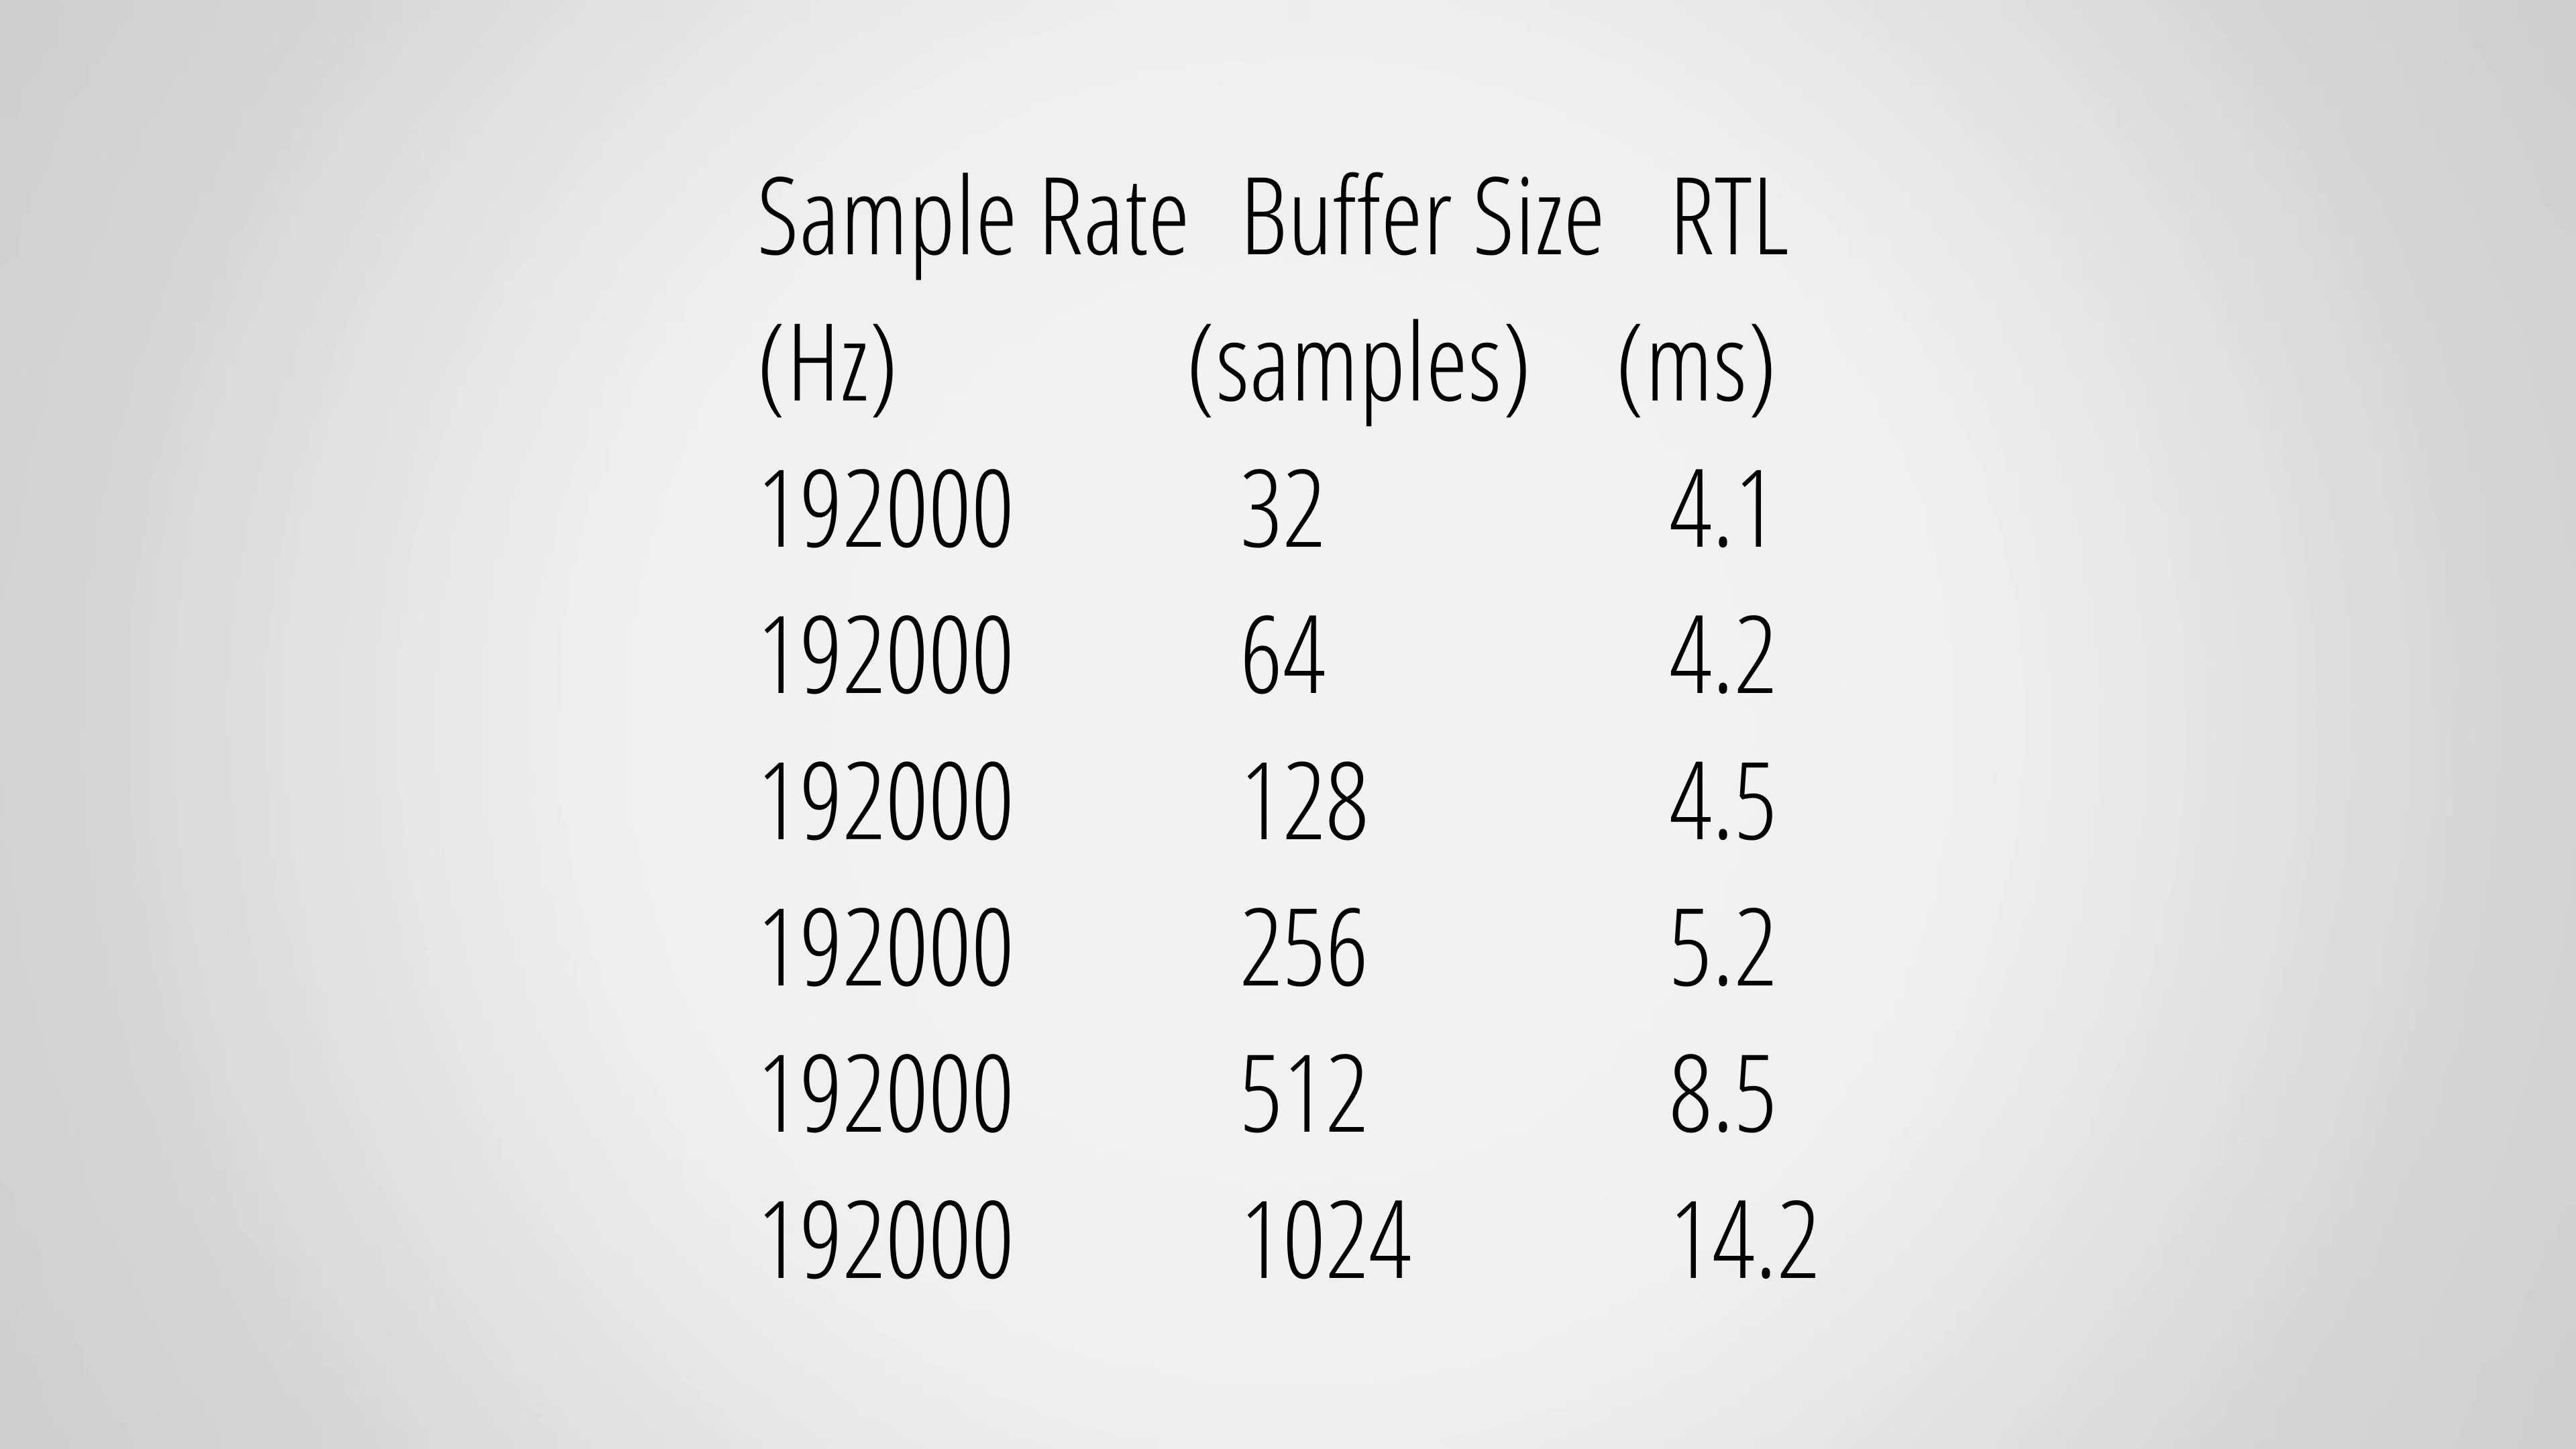 Sample Rate Buffer Size RTL
(Hz) (samples) (ms)
192000 32 4.1
192000 64 4.2
192000 128 4.5
192000 256 5.2
192000 512 8.5
192000 1024 14.2